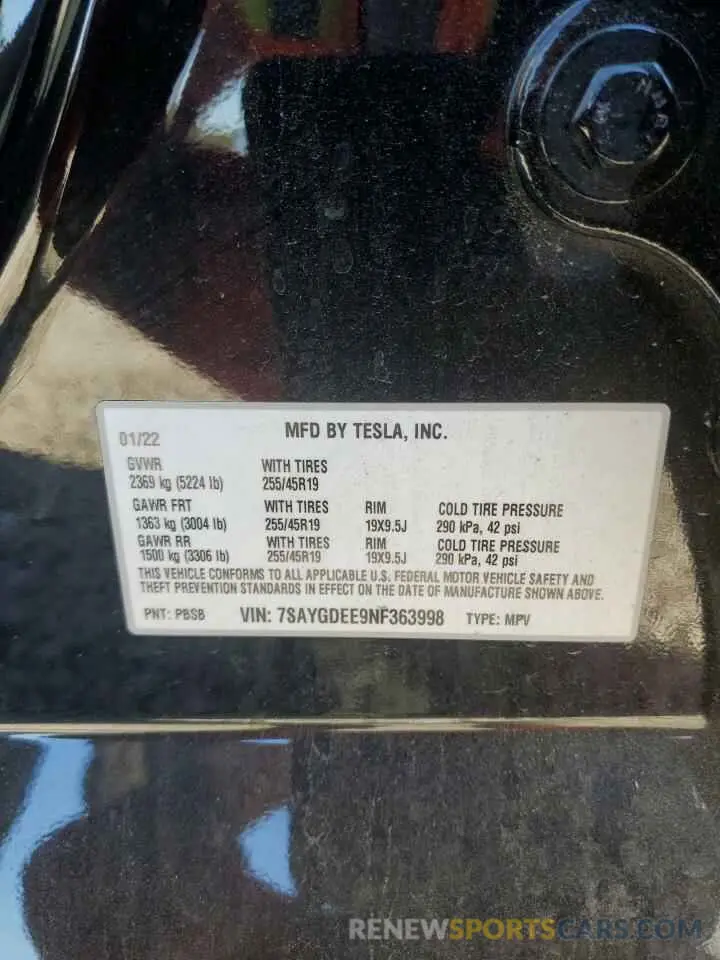 01/22 MFD BY TESLA, INC.
GVWR WITH TIRES
2369 kg (5224 lb) 255/45R19
GAWR FRT WITH TIRES RIM COLD TIRE PRESSURE
1363 kg (3004 lb) 255/45R19 19X9.5J 290 kPa, 42 psi
GAWR RR WITH TIRES RIM COLD TIRE PRESSURE
1500 kg (3306 lb) 255/45R19 19X9.5J 290 kPa, 42 psi
THIS VEHICLE CONFORMS TO ALL APPLICABLE U.S. FEDERAL MOTOR VEHICLE SAFETY AND
THEFT PREVENTION STANDARDS IN EFFECT ON THE DATE OF MANUFACTURE SHOWN ABOVE.
PNT: PBSB VIN: 7SAYGDEE9NF363998 TYPE: MPV
RENEWSPORTSCARS.COM